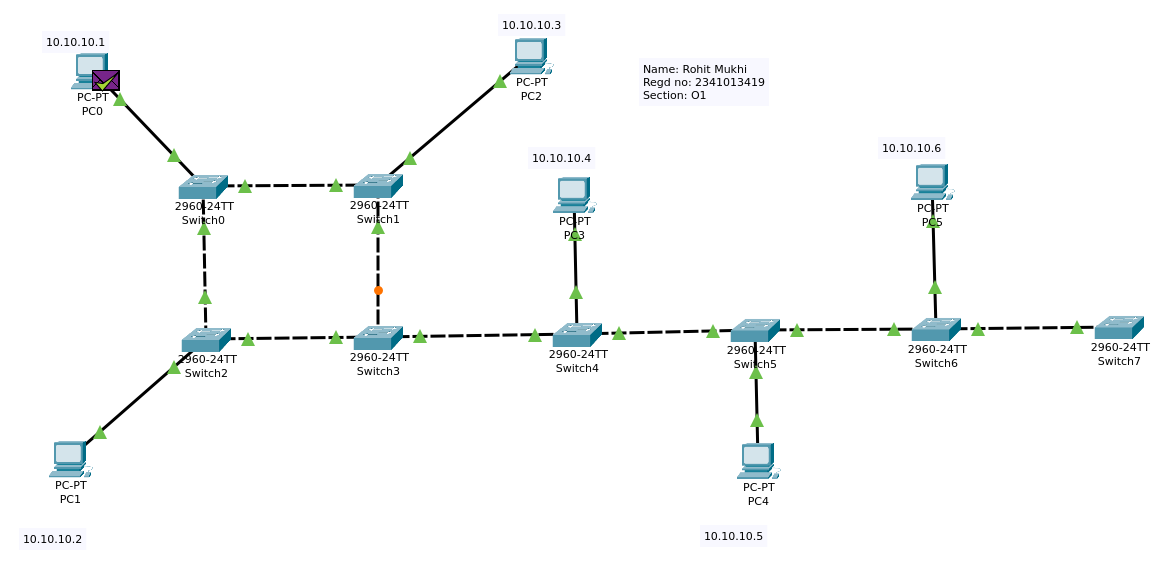 10.10.10.1
PC-PT
PC0
10.10.10.3
PC-PT
PC2
Name: Rohit Mukhi
Regd no: 2341013419
Section: O1
2960-24TT
Switch0
2960-24TT
Switch1
10.10.10.4
PC-PT
PC3
10.10.10.6
PC-PT
PC5
2960-24TT
Switch2
2960-24TT
Switch3
2960-24TT
Switch4
2960-24TT
Switch5
2960-24TT
Switch6
2960-24TT
Switch7
PC-PT
PC1
10.10.10.2
PC-PT
PC4
10.10.10.5